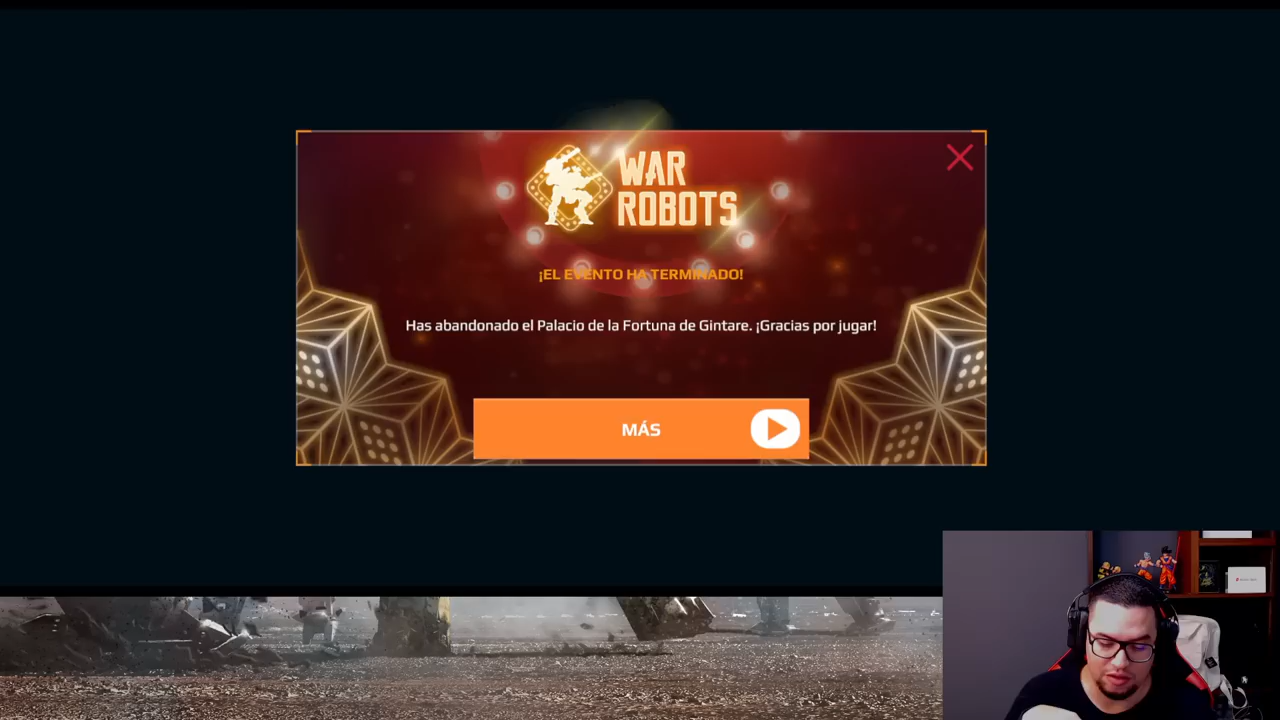 WAR
ROBOTS
¡EL EVENTO HA TERMINADO!
Has abandonado el Palacio de la Fortuna de Gintare. ¡Gracias por jugar!
MÁS